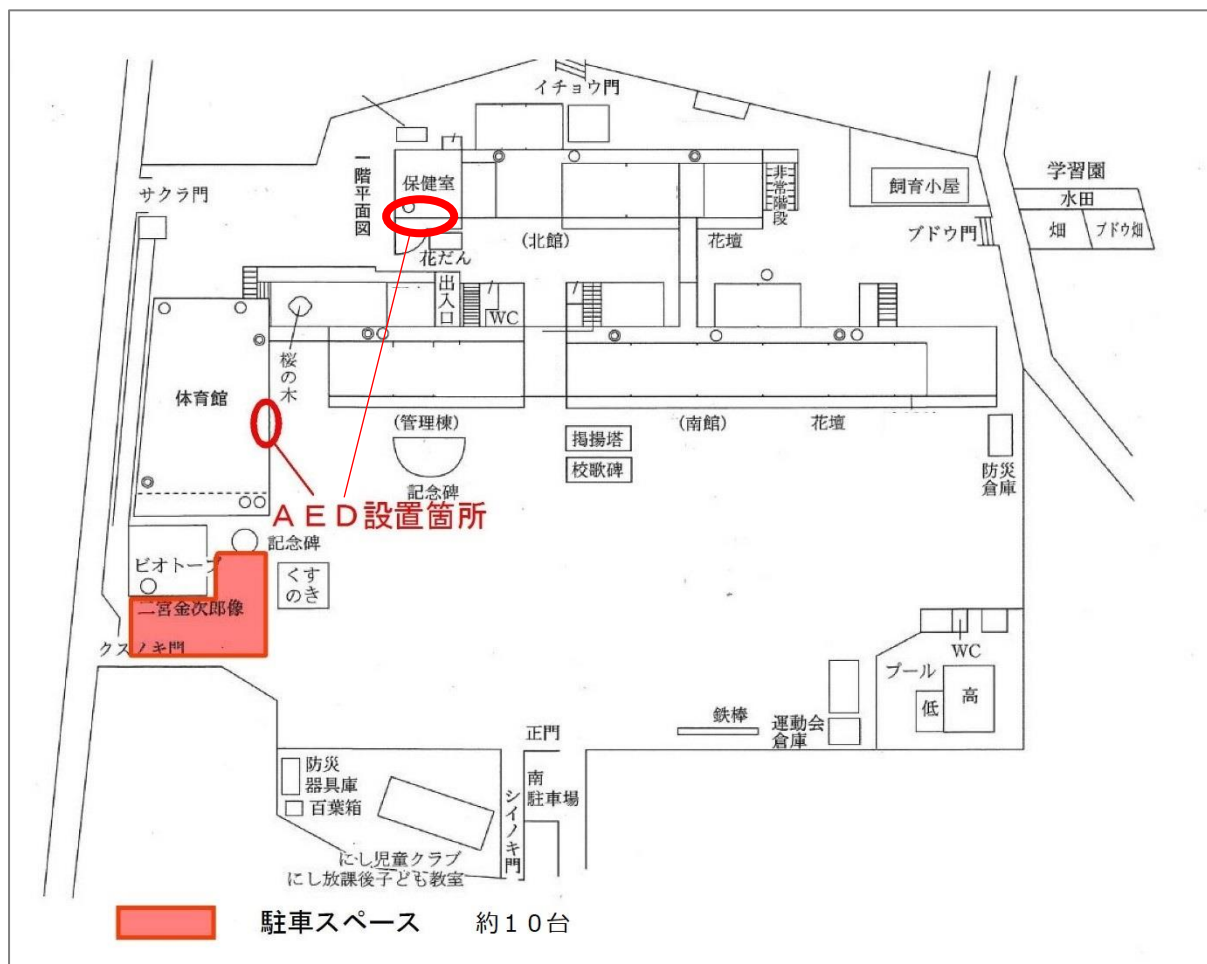 イチョウ門
一階平面図
保健室
非常階段
飼育小屋
学習園
水田
畑
ブドウ畑
サクラ門
ブドウ門
(北館)
花壇
花だん
出入口
WC
桜の木
体育館
(管理棟)
(南館)
花壇
掲揚塔
校歌碑
記念碑
防災
倉庫
AED設置箇所
記念碑
ビオトープ
くす
のき
二宮金次郎像
クスノキ門
WC
プール
高
低
鉄棒
運動会
倉庫
正門
防災
器具庫
百葉箱
南
駐車場
シイノキ門
にし児童クラブ
にし放課後子ども教室
駐車スペース 約10台